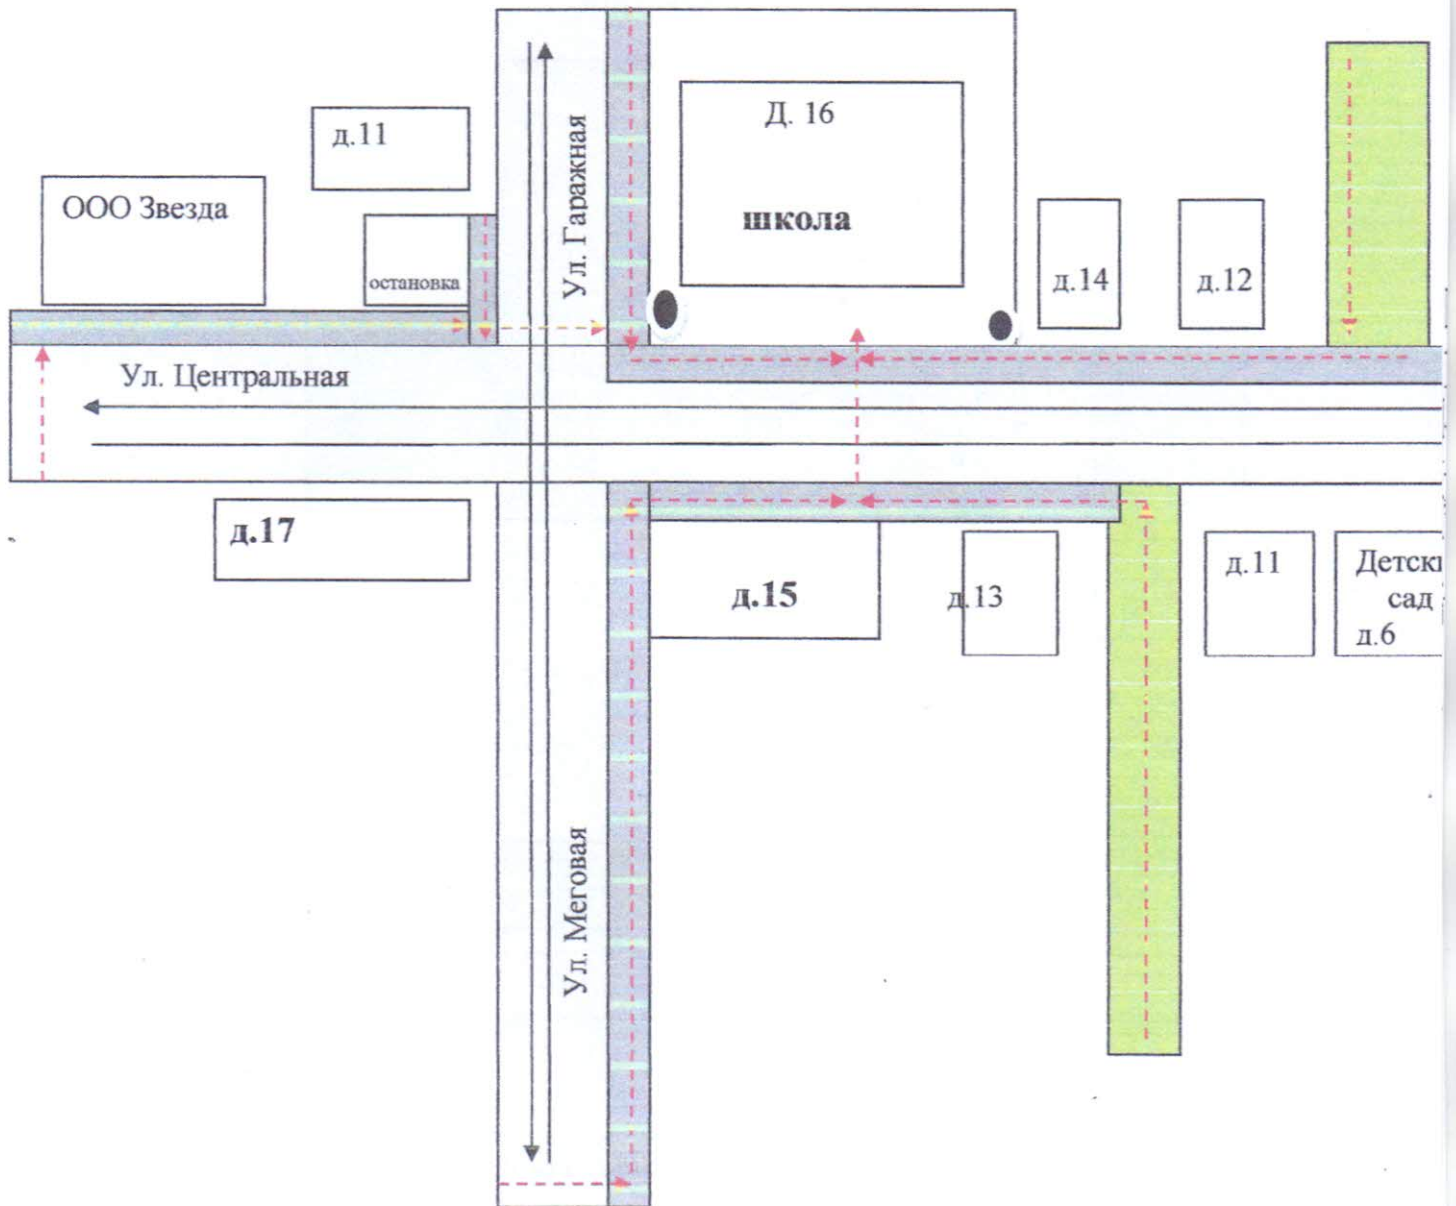 Д. 16
школа
д.11
ООО Звезда
остановка
Ул. Гаражная
д.14
д.12
Ул. Центральная
д.17
д.15
д.13
д.11
Детски
сад
д.6
Ул. Меговая